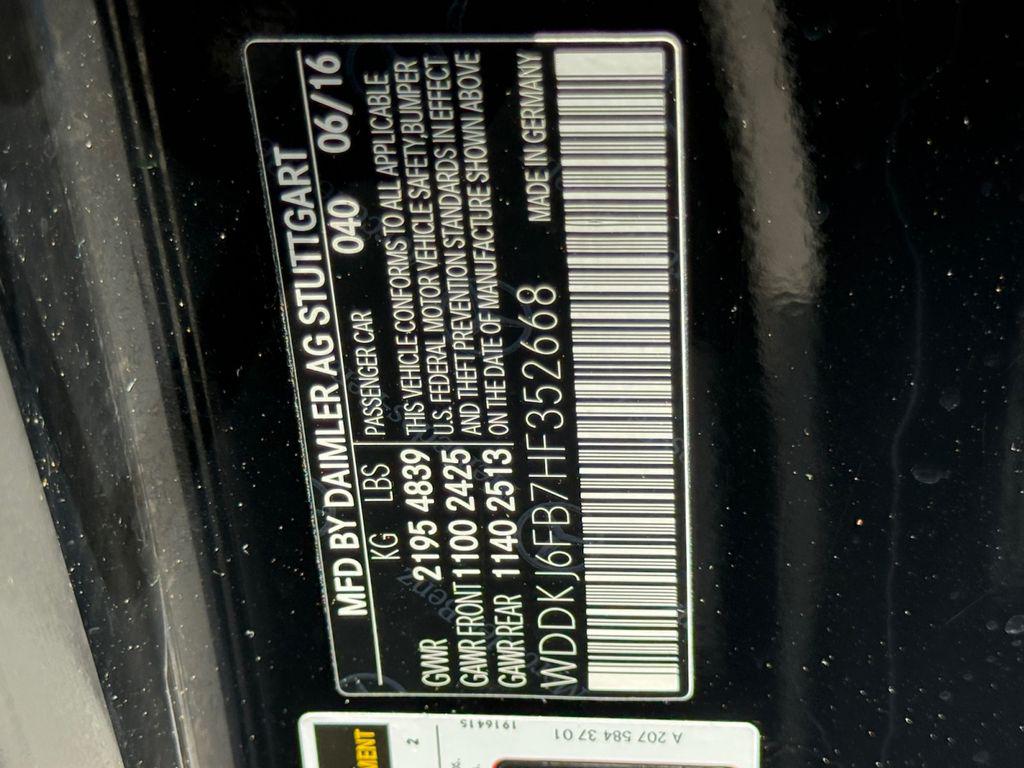 MFD BY DAIMLER AG STUTTGART
KG LBS 040 06/16
GVWR 2195 4839
GAWR FRONT 1100 2425
GAWR REAR 1140 2513
PASSENGER CAR
THIS VEHICLE CONFORMS TO ALL APPLICABLE
U.S. FEDERAL MOTOR VEHICLE SAFETY, BUMPER
AND THEFT PREVENTION STANDARDS IN EFFECT
ON THE DATE OF MANUFACTURE SHOWN ABOVE
MADE IN GERMANY
WDDKJ6FB7HF352668
2
1916415
A 207 584 37 01